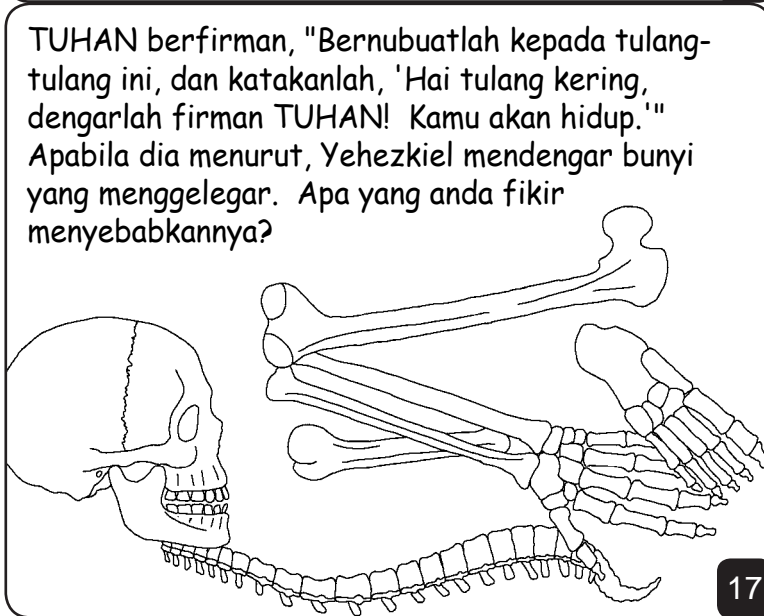 TUHAN berfirman, "Bernubuatlah kepada tulang-
tulang ini, dan katakanlah, 'Hai tulang kering,
dengarlah firman TUHAN!  Kamu akan hidup.'"
Apabila dia menurut, Yehezkiel mendengar bunyi
yang menggelegar.  Apa yang anda fikir
menyebabkannya?
17